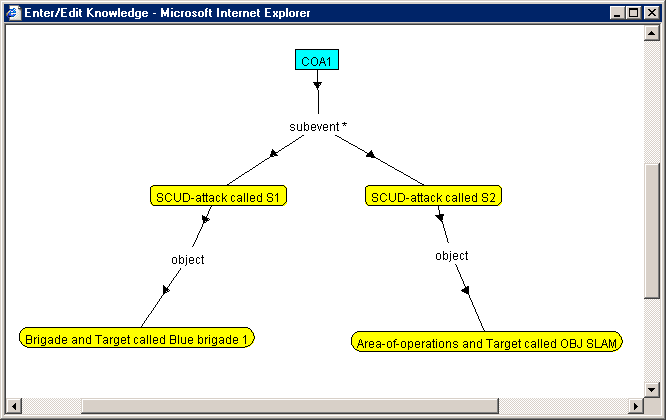 Enter/Edit Knowledge - Microsoft Internet Explorer
COA1
subevent *
SCUD-attack called S1
SCUD-attack called S2
object
object
Brigade and Target called Blue brigade 1
Area-of-operations and Target called OBJ SLAM